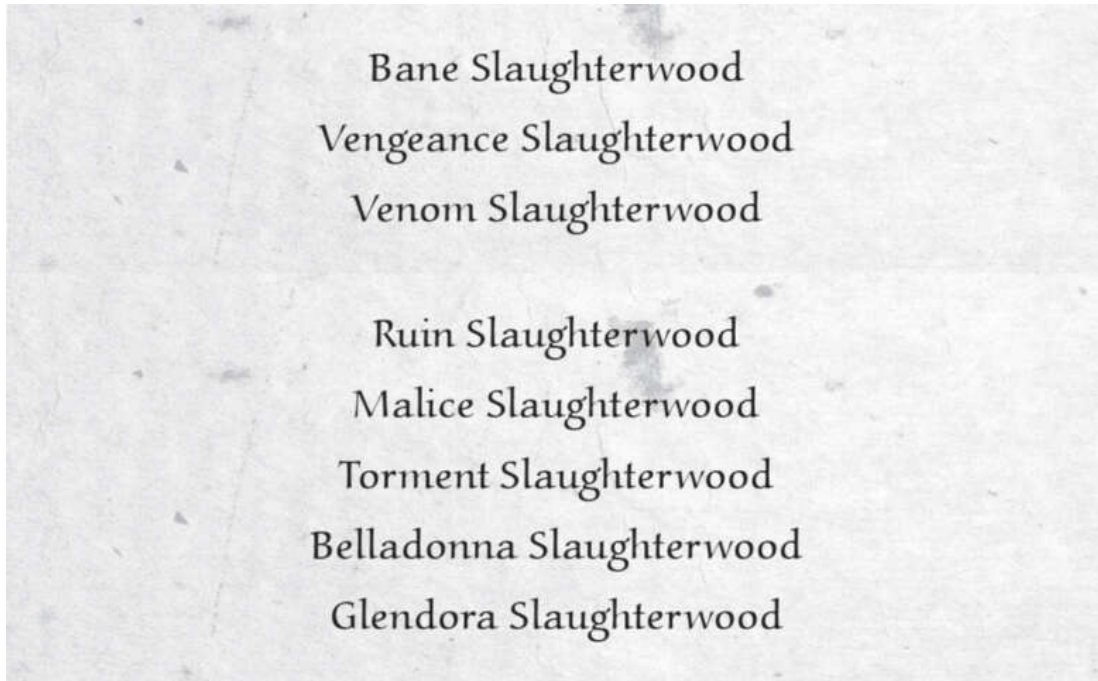 Bane Slaughterwood
Vengeance Slaughterwood
Venom Slaughterwood
Ruin Slaughterwood
Malice Slaughterwood
Torment Slaughterwood
Belladonna Slaughterwood
Glendora Slaughterwood